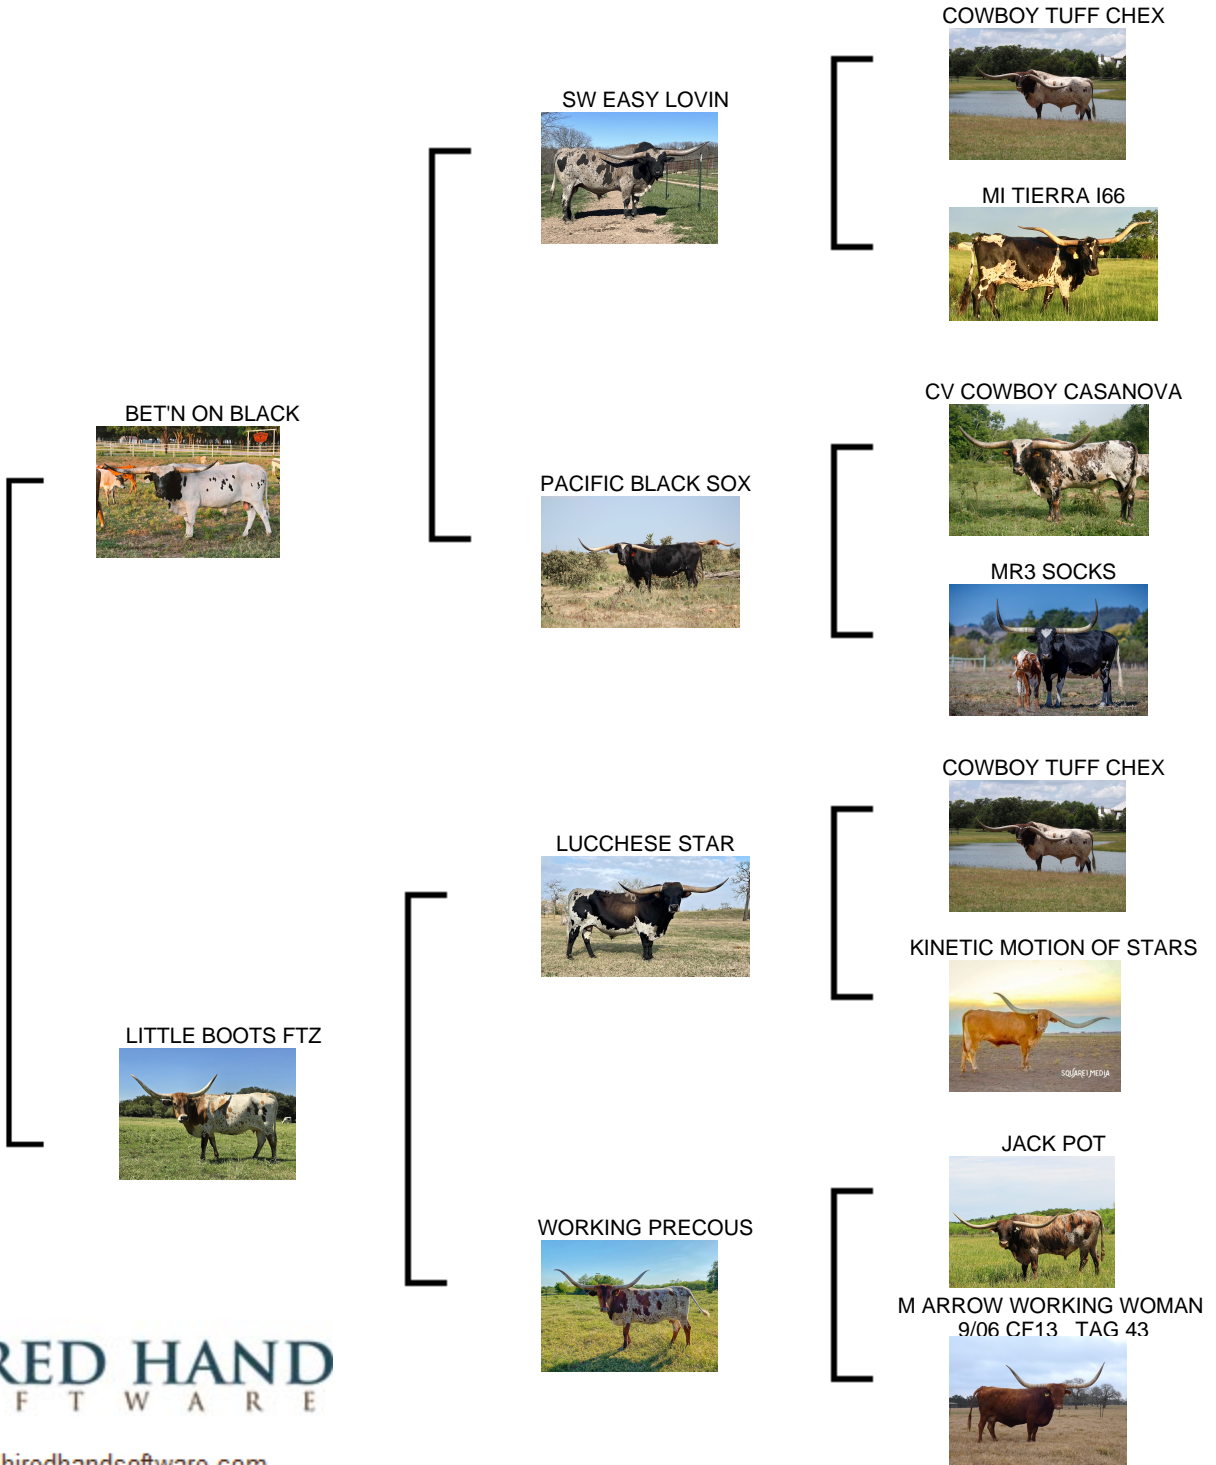 COWBOY TUFF CHEX
SW EASY LOVIN
MI TIERRA I66
CV COWBOY CASANOVA
BET'N ON BLACK
PACIFIC BLACK SOX
MR3 SOCKS
COWBOY TUFF CHEX
LUCCHESE STAR
KINETIC MOTION OF STARS
SQUARE1 MEDIA
LITTLE BOOTS FTZ
JACK POT
WORKING PRECOUS
M ARROW WORKING WOMAN
9/06 CF13 TAG 43
RED HAND
F T W A R E
hiredhandsoftware.com